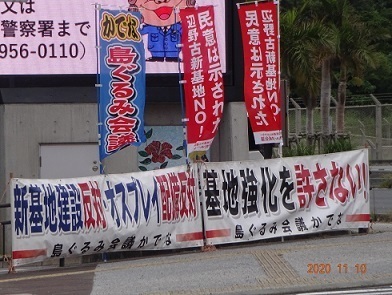 又は
警察署まで
956-0110)
かでな
島ぐるみ会議
民意は示された
辺野古新基地NO!
辺野古新基地NO!
民意は示された
新基地建設反対 オスプレイ配備反対
島ぐるみ会議かでな
基地強化を許さない!
島ぐるみ会議かでな
2020 11 10